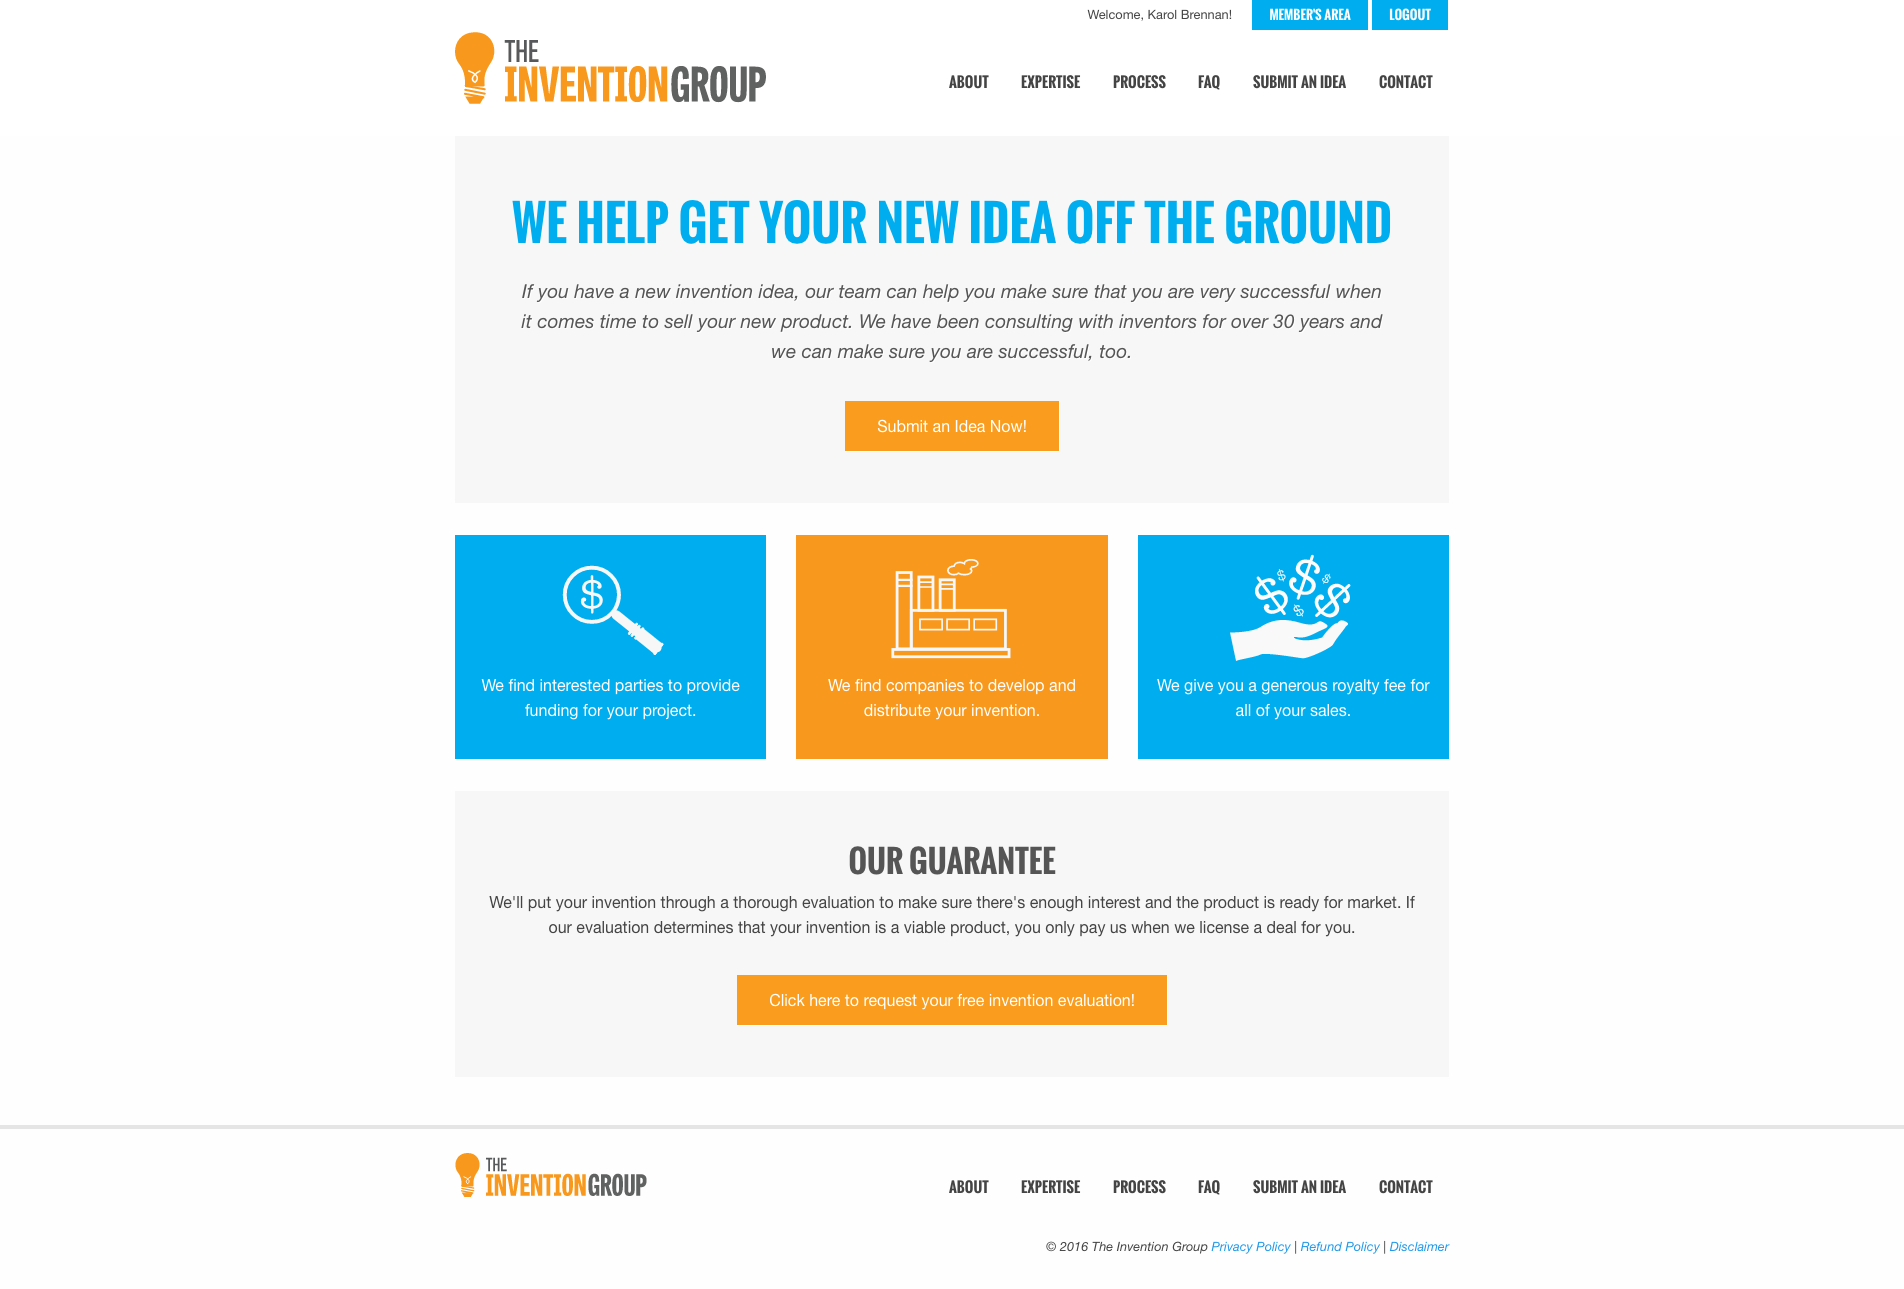 Welcome, Karol Brennan!
MEMBER'S AREA
LOGOUT
THE
INVENTIONGROUP
ABOUT
EXPERTISE
PROCESS
FAQ
SUBMIT AN IDEA
CONTACT
WE HELP GET YOUR NEW IDEA OFF THE GROUND
If you have a new invention idea, our team can help you make sure that you are very successful when
it comes time to sell your new product. We have been consulting with inventors for over 30 years and
we can make sure you are successful, too.
Submit an Idea Now!
$
We find interested parties to provide
funding for your project.
We find companies to develop and
distribute your invention.
$ $ $ $ $ $
We give you a generous royalty fee for
all of your sales.
OUR GUARANTEE
We'll put your invention through a thorough evaluation to make sure there's enough interest and the product is ready for market. If
our evaluation determines that your invention is a viable product, you only pay us when we license a deal for you.
Click here to request your free invention evaluation!
THE
INVENTIONGROUP
ABOUT
EXPERTISE
PROCESS
FAQ
SUBMIT AN IDEA
CONTACT
© 2016 The Invention Group Privacy Policy | Refund Policy | Disclaimer